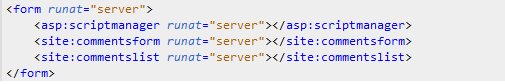 <form runat="server">
<asp:scriptmanager runat="server"></asp:scriptmanager>
<site:commentsform runat="server"></site:commentsform>
<site:commentslist runat="server"></site:commentslist>
</form>